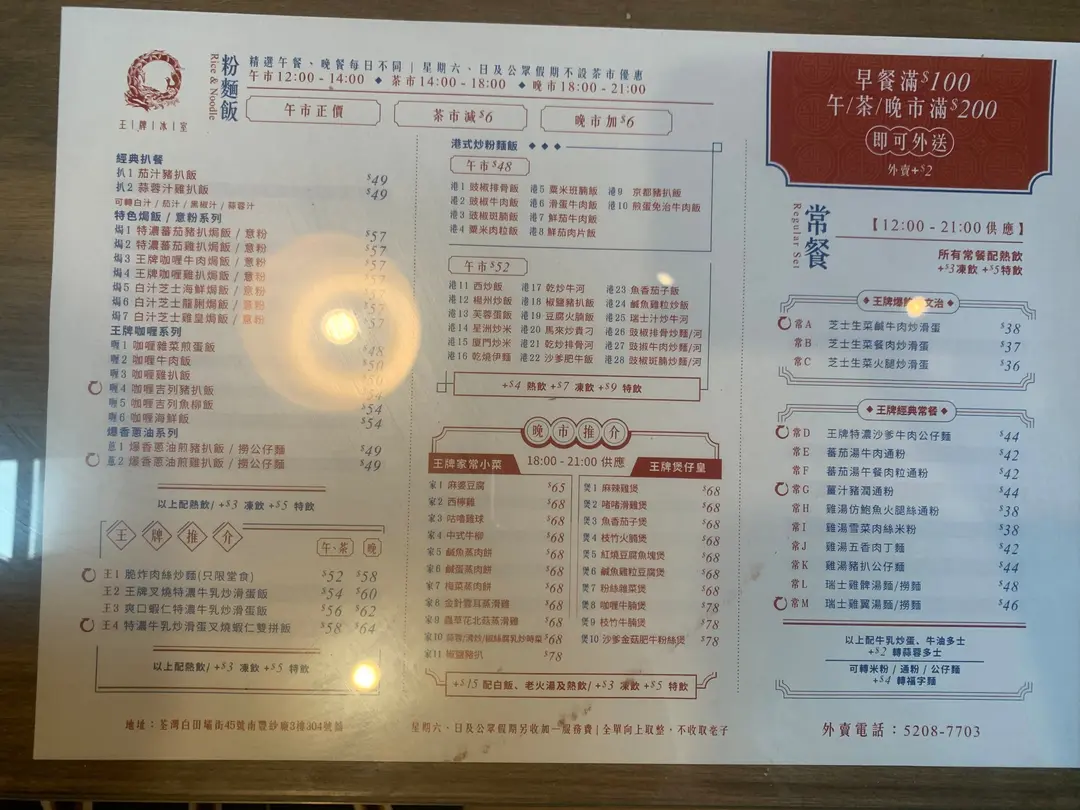 王牌冰室
粉麵飯
Rice & Noodle
精選午餐、晚餐每日不同 | 星期六、日及公眾假期不設茶市優惠
午市12:00 - 14:00 ◆ 茶市14:00 - 18:00 ◆ 晚市18:00 - 21:00
午市正價
茶市減$6
晚市加$6
經典扒餐
扒1 茄汁豬扒飯 $49
扒2 蒜蓉汁雞扒飯 $49
可轉白汁 / 茄汁 / 黑椒汁 / 蒜蓉汁
特色焗飯 / 意粉系列
焗1 特濃蕃茄豬扒焗飯 / 意粉 $57
焗2 特濃蕃茄雞扒焗飯 / 意粉 $57
焗3 王牌咖喱牛肉焗飯 / 意粉 $57
焗4 王牌咖喱雞扒焗飯 / 意粉 $57
焗5 白汁芝士海鮮焗飯 / 意粉
焗6 白汁芝士龍脷焗飯 / 意粉 $57
焗7 白汁芝士雞皇焗飯 / 意粉 $57
王牌咖喱系列
喱1 咖喱雜菜煎蛋飯 $48
喱2 咖喱牛肉飯 $50
喱3 咖喱雞扒飯
喱4 咖喱吉列豬扒飯 $54
喱5 咖喱吉列魚柳飯 $54
喱6 咖喱海鮮飯 $54
爆香蔥油系列
蔥1 爆香蔥油煎豬扒飯 / 撈公仔麵 $49
蔥2 爆香蔥油煎雞扒飯 / 撈公仔麵 $49
以上配熱飲/ +$3 凍飲 +$5 特飲
王牌推介
午、茶 晚
王1 脆炸肉絲炒麵(只限堂食) $52 $58
王2 王牌叉燒特濃牛乳炒滑蛋飯 $54 $60
王3 爽口蝦仁特濃牛乳炒滑蛋飯 $56 $62
王4 特濃牛乳炒滑蛋叉燒蝦仁雙拼飯 $58 $64
以上配熱飲/ +$3 凍飲 +$5 特飲
港式炒粉麵飯 ◆ ◆ ◆
午市$48
港1 豉椒排骨飯 港5 粟米班腩飯 港9 京都豬扒飯
港2 豉椒牛肉飯 港6 滑蛋牛肉飯 港10 煎蛋免治牛肉飯
港3 豉椒斑腩飯 港7 鮮茄牛肉飯
港4 粟米肉粒飯 港8 鮮茄肉片飯
午市$52
港11 西炒飯 港17 乾炒牛河 港23 魚香茄子飯
港12 楊州炒飯 港18 椒鹽豬扒飯 港24 鹹魚雞粒炒飯
港13 芙蓉蛋飯 港19 豆腐火腩飯 港25 瑞士汁炒牛河
港14 星洲炒米 港20 馬來炒貴刁 港26 豉椒排骨炒麵/河
港15 廈門炒米 港21 乾炒排骨河 港27 豉椒牛肉炒麵/河
港16 乾燒伊麵 港22 沙爹肥牛飯 港28 豉椒斑腩炒麵/河
+$4 熱飲 +$7 凍飲 +$9 特飲
晚市推介
18:00 - 21:00 供應
王牌家常小菜
家1 麻婆豆腐 $65
家2 西檸雞 $68
家3 咕嚕雞球 $68
家4 中式牛柳 $68
家5 鹹魚蒸肉餅 $68
家6 鹹蛋蒸肉餅 $68
家7 梅菜蒸肉餅 $68
家8 金針雲耳蒸滑雞 $68
家9 蟲草花北菇蒸滑雞 $68
家10 蒜蓉/清炒/椒絲腐乳炒時菜 $68
家11 椒鹽豬扒 $78
王牌煲仔皇
煲1 麻辣雞煲 $68
煲2 啫啫滑雞煲 $68
煲3 魚香茄子煲 $68
煲4 枝竹火腩煲 $68
煲5 紅燒豆腐魚塊煲 $68
煲6 鹹魚雞粒豆腐煲 $68
煲7 粉絲雜菜煲 $68
煲8 咖喱牛腩煲 $78
煲9 枝竹牛腩煲 $78
煲10 沙爹金菇肥牛粉絲煲 $78
+$15 配白飯、老火湯及熱飲/ +$3 凍飲 +$5 特飲
早餐滿$100
午/茶/晚市滿$200
即可外送
外賣+$2
常餐
Regular Set
【12:00 - 21:00供應】
所有常餐配熱飲
+$3凍飲 +$5特飲
常A 芝士生菜鹹牛肉炒滑蛋 $38
常B 芝士生菜餐肉炒滑蛋 $37
常C 芝士生菜火腿炒滑蛋 $36
◆ 王牌經典常餐 ◆
常D 王牌特濃沙爹牛肉公仔麵 $44
常E 蕃茄湯牛肉通粉 $42
常F 蕃茄湯午餐肉粒通粉 $42
常G 薑汁豬潤通粉 $44
常H 雞湯仿鮑魚火腿絲通粉 $38
常I 雞湯雪菜肉絲米粉 $38
常J 雞湯五香肉丁麵 $42
常K 雞湯豬扒公仔麵 $44
常L 瑞士雞髀湯麵/撈麵 $48
常M 瑞士雞翼湯麵/撈麵 $46
以上配牛乳炒蛋、牛油多士
+$2 轉蒜蓉多士
可轉米粉 / 通粉 / 公仔麵
+$4 轉福字麵
地址：荃灣白田壩街45號南豐紗廠3樓304號舖
星期六、日及公眾假期另收加一服務費 | 全單向上取整，不收取毫子
外賣電話：5208-7703